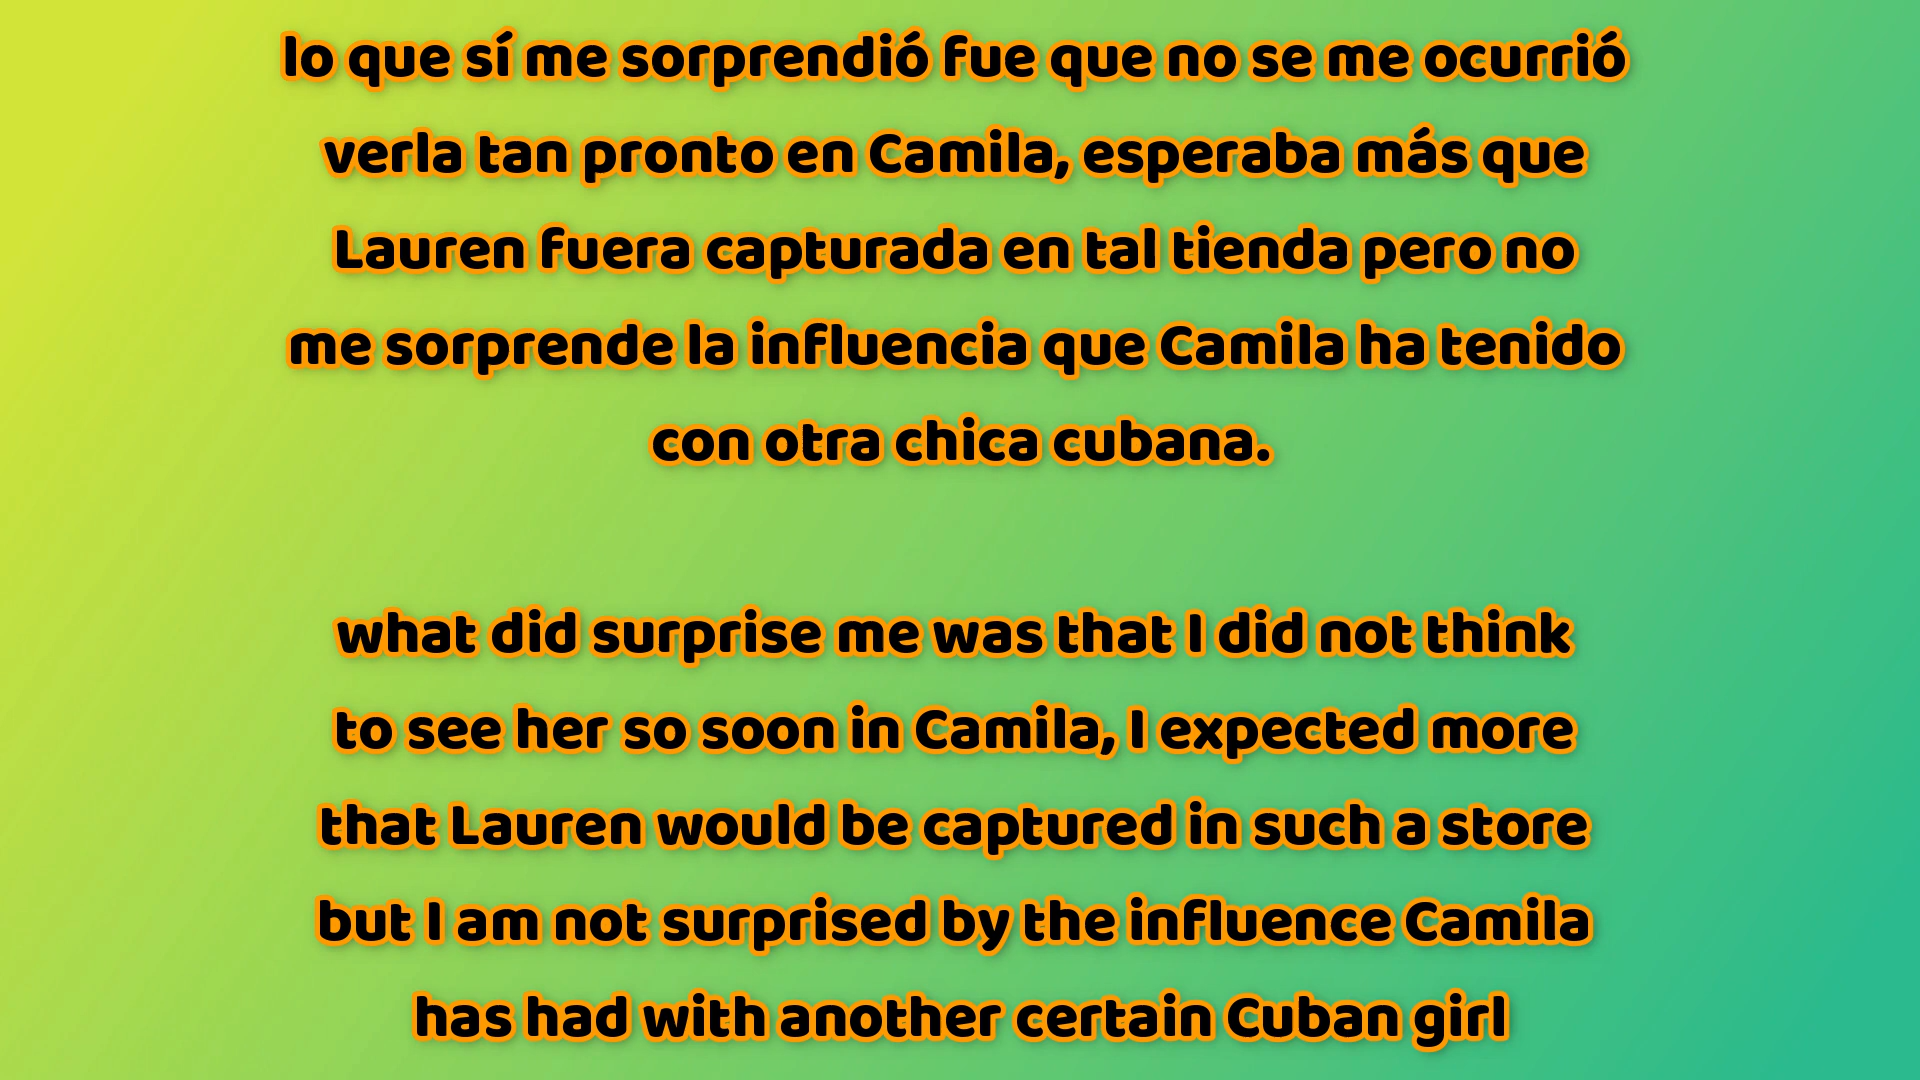 lo que sí me sorprendió fue que no se me ocurrió
verla tan pronto en Camila, esperaba más que
Lauren fuera capturada en tal tienda pero no
me sorprende la influencia que Camila ha tenido
con otra chica cubana.
what did surprise me was that I did not think
to see her so soon in Camila, I expected more
that Lauren would be captured in such a store
but I am not surprised by the influence Camila
has had with another certain Cuban girl